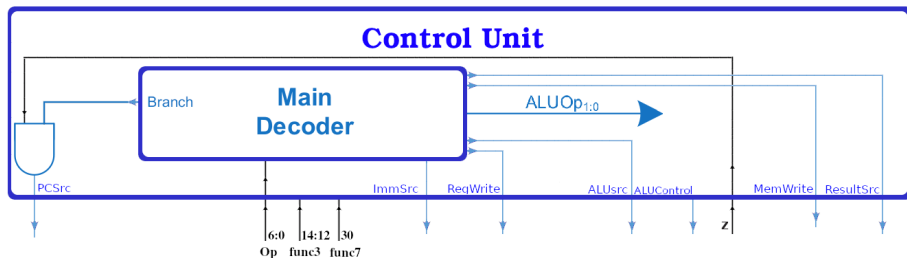 Control Unit
Branch
Main
Decoder
ALUOp1:0
PCSrc
ImmSrc
RegWrite
ALUsrc
ALUControl
MemWrite
ResultSrc
6:0
14:12
30
Z
Op
func3
func7